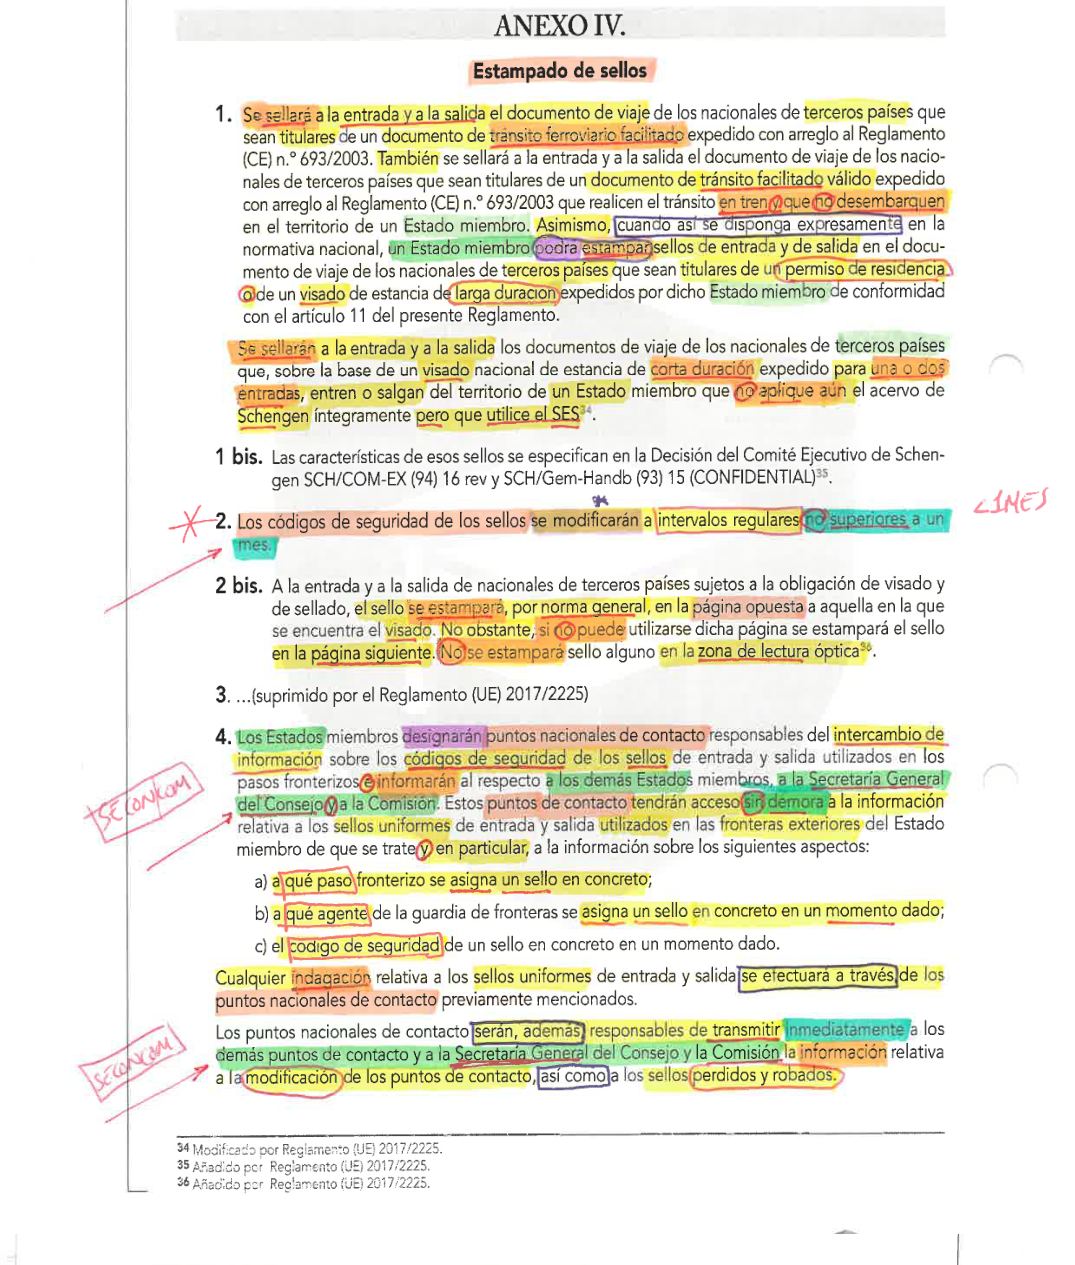 ANEXO IV.
Estampado de sellos
1. Se sellará a la entrada y a la salida el documento de viaje de los nacionales de terceros países que
sean titulares de un documento de tránsito ferroviario facilitado expedido con arreglo al Reglamento
(CE) n.º 693/2003. También se sellará a la entrada y a la salida el documento de viaje de los nacio-
nales de terceros países que sean titulares de un documento de tránsito facilitado válido expedido
con arreglo al Reglamento (CE) n.º 693/2003 que realicen el tránsito en tren y que no desembarquen
en el territorio de un Estado miembro. Asimismo, cuando así se disponga expresamente en la
normativa nacional, un Estado miembro podrá estampar sellos de entrada y de salida en el docu-
mento de viaje de los nacionales de terceros países que sean titulares de un permiso de residencia
o de un visado de estancia de larga duración expedidos por dicho Estado miembro de conformidad
con el artículo 11 del presente Reglamento.
Se sellarán a la entrada y a la salida los documentos de viaje de los nacionales de terceros países
que, sobre la base de un visado nacional de estancia de corta duración expedido para una o dos
entradas, entren o salgan del territorio de un Estado miembro que no aplique aún el acervo de
Schengen íntegramente pero que utilice el SES34.
1 bis. Las características de esos sellos se especifican en la Decisión del Comité Ejecutivo de Schen-
gen SCH/COM-EX (94) 16 rev y SCH/Gem-Handb (93) 15 (CONFIDENTIAL)35.
2. Los códigos de seguridad de los sellos se modificarán a intervalos regulares no superiores a un
mes.
<1MES
2 bis. A la entrada y a la salida de nacionales de terceros países sujetos a la obligación de visado y
de sellado, el sello se estampará, por norma general, en la página opuesta a aquella en la que
se encuentra el visado. No obstante, si no puede utilizarse dicha página se estampará el sello
en la página siguiente. No se estampará sello alguno en la zona de lectura óptica36.
3. ...(suprimido por el Reglamento (UE) 2017/2225)
4. Los Estados miembros designarán puntos nacionales de contacto responsables del intercambio de
información sobre los códigos de seguridad de los sellos de entrada y salida utilizados en los
pasos fronterizos e informarán al respecto a los demás Estados miembros, a la Secretaría General
del Consejo y a la Comisión. Estos puntos de contacto tendrán acceso sin demora a la información
relativa a los sellos uniformes de entrada y salida utilizados en las fronteras exteriores del Estado
miembro de que se trate y en particular, a la información sobre los siguientes aspectos:
+SECONCOM
a) a qué paso fronterizo se asigna un sello en concreto;
b) a qué agente de la guardia de fronteras se asigna un sello en concreto en un momento dado;
c) el código de seguridad de un sello en concreto en un momento dado.
Cualquier indagación relativa a los sellos uniformes de entrada y salida se efectuará a través de los
puntos nacionales de contacto previamente mencionados.
Los puntos nacionales de contacto serán, además, responsables de transmitir inmediatamente a los
demás puntos de contacto y a la Secretaría General del Consejo y la Comisión la información relativa
a la modificación de los puntos de contacto, así como a los sellos perdidos y robados.
SECONCOM
34 Modificado por Reglamento (UE) 2017/2225.
35 Añadido por Reglamento (UE) 2017/2225.
36 Añadido por Reglamento (UE) 2017/2225.